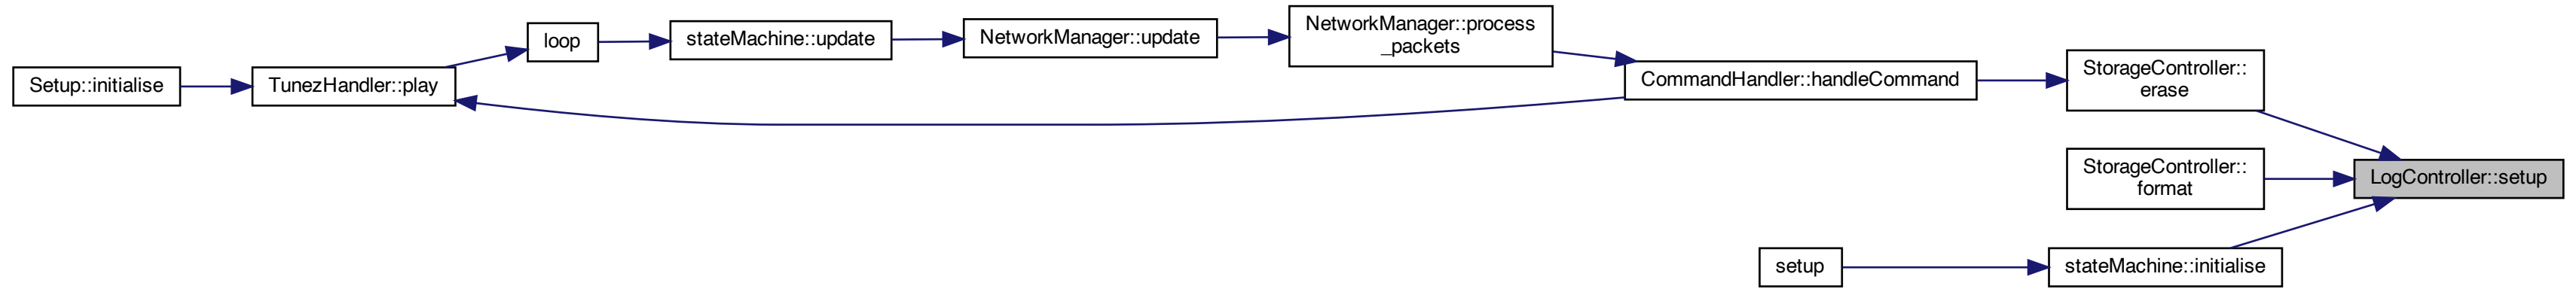 Setup::initialise
TunezHandler::play
loop
stateMachine::update
NetworkManager::update
NetworkManager::process
_packets
CommandHandler::handleCommand
StorageController::
erase
StorageController::
format
LogController::setup
setup
stateMachine::initialise